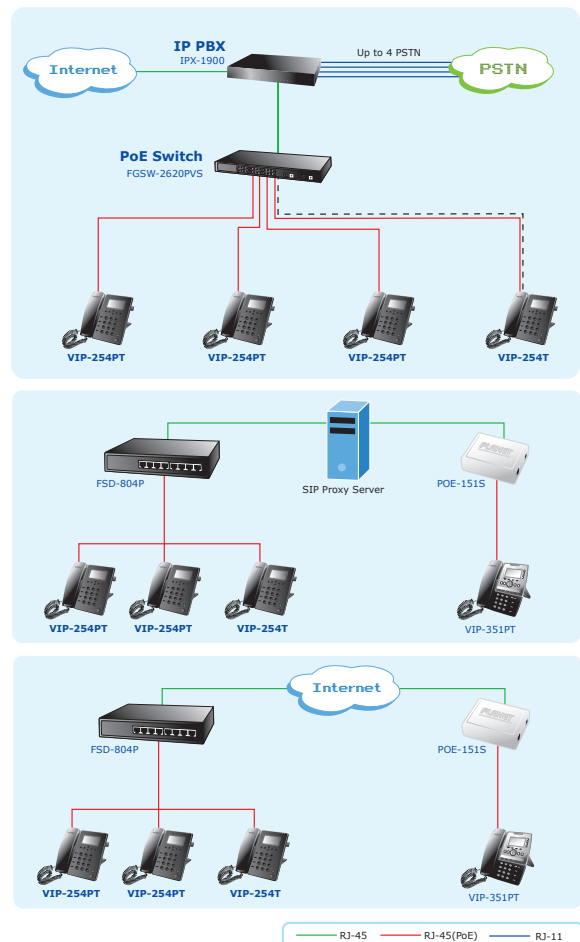 IP PBX
IPX-1900
Internet
Up to 4 PSTN
PSTN
PoE Switch
FGSW-2620PVS
VIP-254PT
VIP-254PT
VIP-254PT
VIP-254T
PLANET
FSD-804P
SIP Proxy Server
POE-151S
VIP-254PT
VIP-254PT
VIP-254T
VIP-351PT
Internet
PLANET
FSD-804P
POE-151S
VIP-254PT
VIP-254PT
VIP-254T
VIP-351PT
RJ-45
RJ-45(PoE)
RJ-11